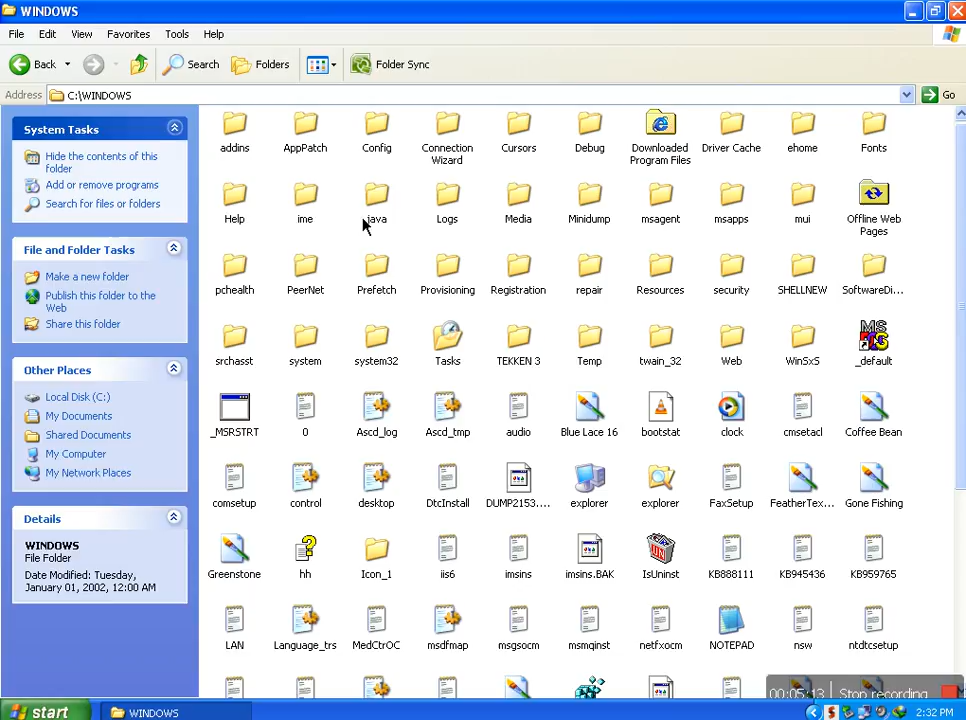 WINDOWS
File Edit View Favorites Tools Help
Back Search Folders Folder Sync
Address C:\WINDOWS Go
System Tasks
Hide the contents of this
folder
Add or remove programs
Search for files or folders
File and Folder Tasks
Make a new folder
Publish this folder to the
Web
Share this folder
Other Places
Local Disk (C:)
My Documents
Shared Documents
My Computer
My Network Places
Details
WINDOWS
File Folder
Date Modified: Tuesday,
January 01, 2002, 12:00 AM
addins AppPatch Config Connection Wizard Cursors Debug Downloaded Program Files Driver Cache ehome Fonts
Help ime java Logs Media Minidump msagent msapps mui Offline Web Pages
pchealth PeerNet Prefetch Provisioning Registration repair Resources security SHELLNEW SoftwareDi...
srchasst system system32 Tasks TEKKEN 3 Temp twain_32 Web WinSxS _default
_MSRSTRT 0 Ascd_log Ascd_tmp audio Blue Lace 16 bootstat clock cmsetacl Coffee Bean
comsetup control desktop DtcInstall DUMP2153.... explorer explorer FaxSetup FeatherTex... Gone Fishing
Greenstone hh Icon_1 iis6 imsins imsins.BAK IsUninst KB888111 KB945436 KB959765
LAN Language_trs MedCtrOC msdfmap msgsocm msmqinst netfxocm NOTEPAD nsw ntdtcsetup
00:05:13 Stop recording
start WINDOWS 2:32 PM